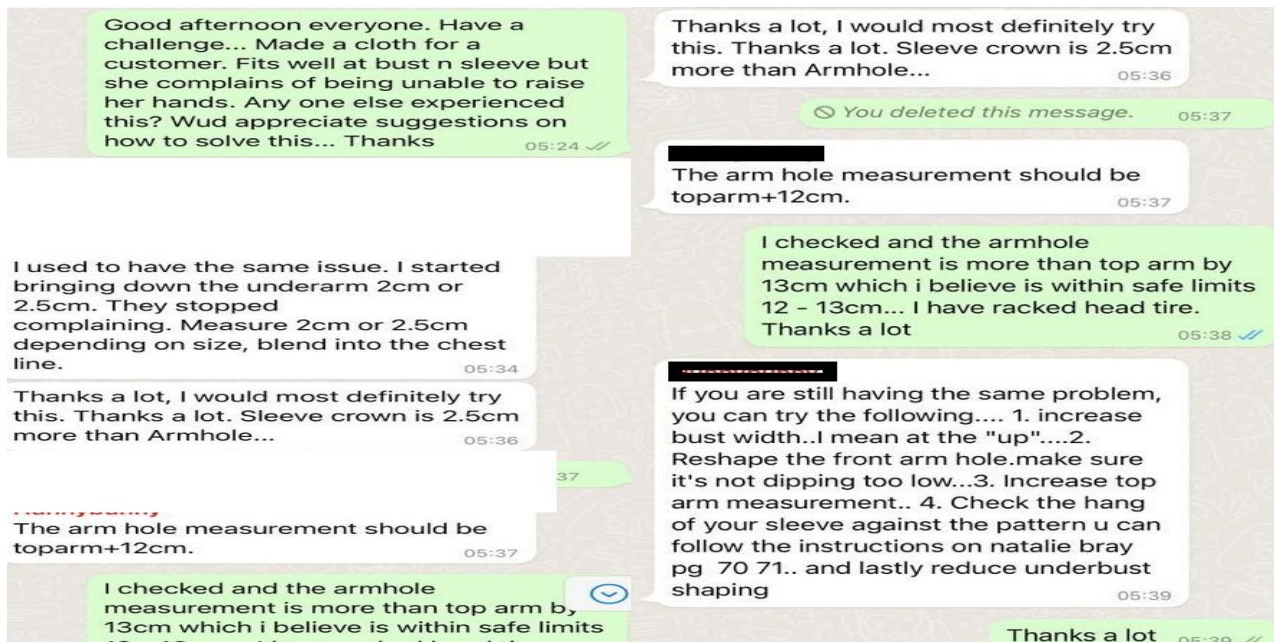 Good afternoon everyone. Have a
challenge... Made a cloth for a
customer. Fits well at bust n sleeve but
she complains of being unable to raise
her hands. Any one else experienced
this? Wud appreciate suggestions on
how to solve this... Thanks
05:24
I used to have the same issue. I started
bringing down the underarm 2cm or
2.5cm. They stopped
complaining. Measure 2cm or 2.5cm
depending on size, blend into the chest
line.
05:34
Thanks a lot, I would most definitely try
this. Thanks a lot. Sleeve crown is 2.5cm
more than Armhole...
05:36
37
The arm hole measurement should be
toparm+12cm.
05:37
I checked and the armhole
measurement is more than top arm by
13cm which i believe is within safe limits
Thanks a lot, I would most definitely try
this. Thanks a lot. Sleeve crown is 2.5cm
more than Armhole...
05:36
You deleted this message.
05:37
The arm hole measurement should be
toparm+12cm.
05:37
I checked and the armhole
measurement is more than top arm by
13cm which i believe is within safe limits
12 - 13cm... I have racked head tire.
Thanks a lot
05:38
If you are still having the same problem,
you can try the following.... 1. increase
bust width..I mean at the "up"....2.
Reshape the front arm hole.make sure
it's not dipping too low...3. Increase top
arm measurement.. 4. Check the hang
of your sleeve against the pattern u can
follow the instructions on natalie bray
pg 70 71.. and lastly reduce underbust
shaping
05:39
Thanks a lot
05:39